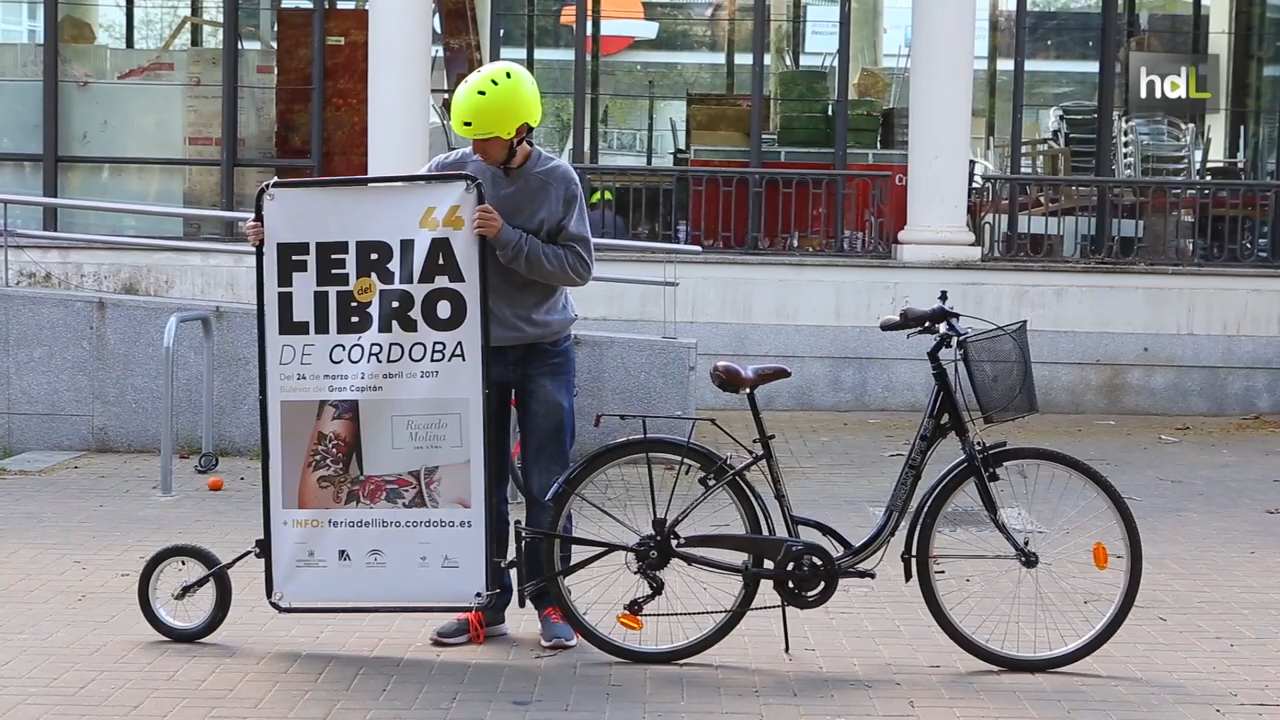 hdL
44
FERIA
del
LIBRO
DE CÓRDOBA
Del 24 de marzo al 2 de abril de 2017
Bulevar del Gran Capitán
Ricardo
Molina
+ INFO: feriadellibro.cordoba.es